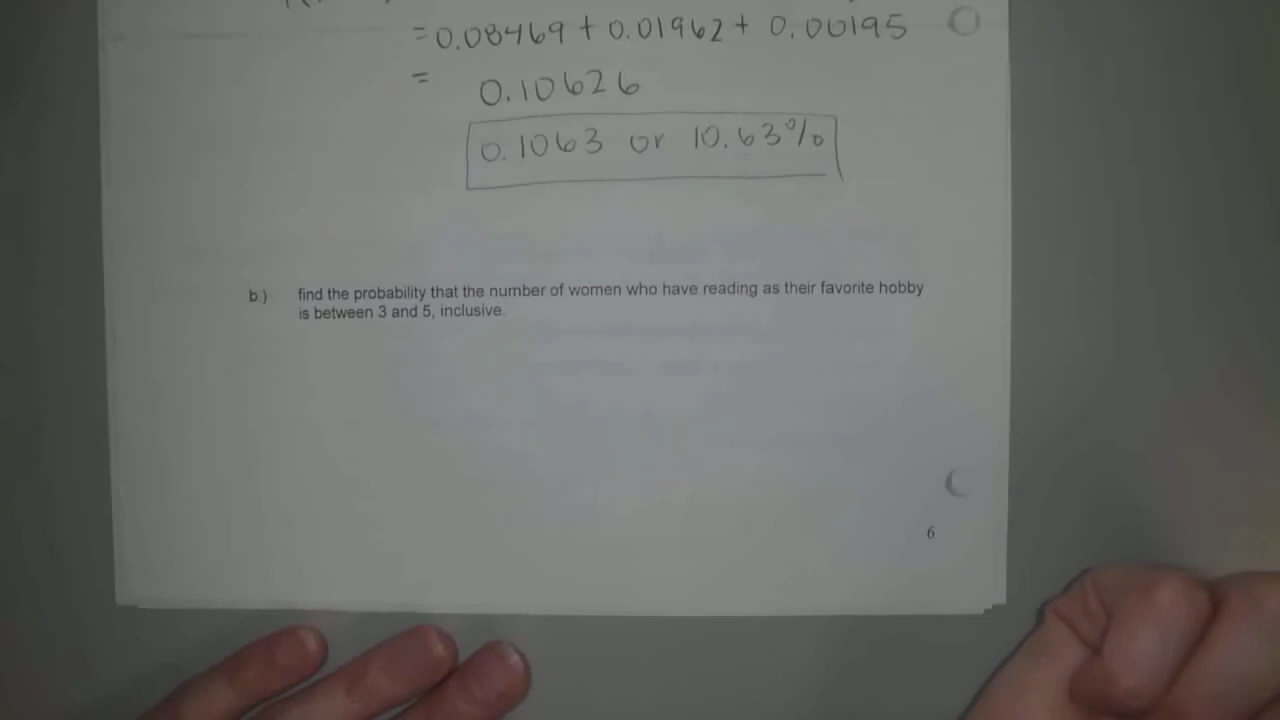 =0.08469 + 0.01962 + 0.00195
= 0.10626
0.1063 or 10.63%
b.) find the probability that the number of women who have reading as their favorite hobby
is between 3 and 5, inclusive.
6